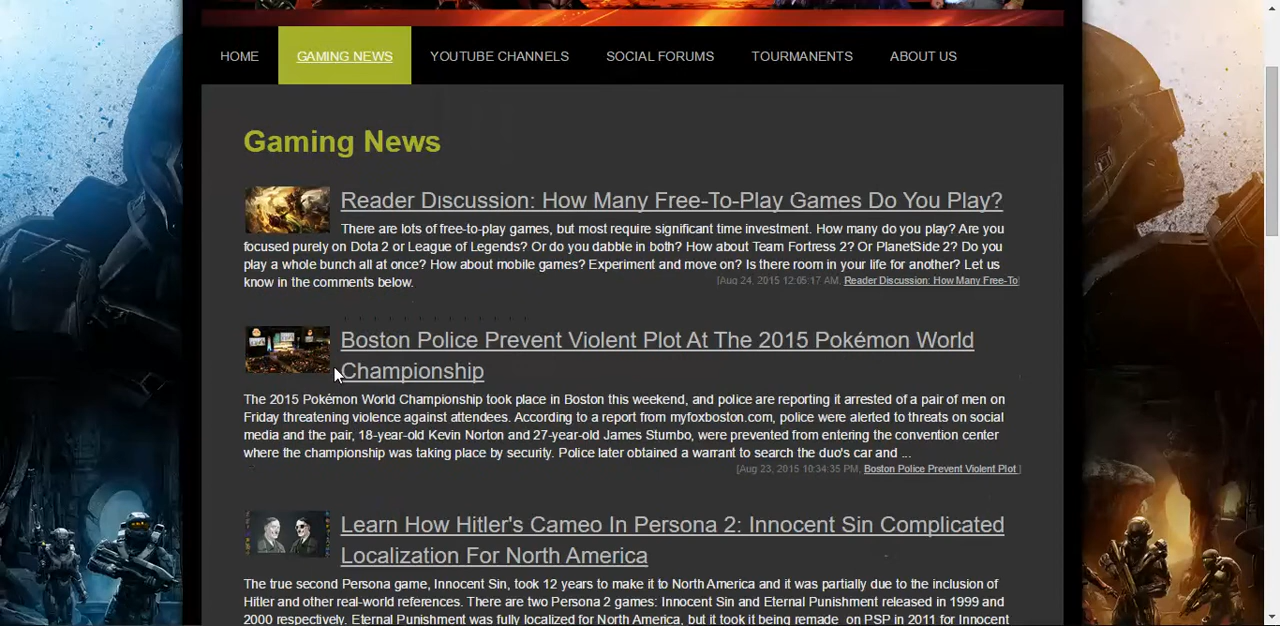 HOME GAMING NEWS YOUTUBE CHANNELS SOCIAL FORUMS TOURMANENTS ABOUT US
Gaming News
Reader Discussion: How Many Free-To-Play Games Do You Play?
There are lots of free-to-play games, but most require significant time investment. How many do you play? Are you
focused purely on Dota 2 or League of Legends? Or do you dabble in both? How about Team Fortress 2? Or PlanetSide 2? Do you
play a whole bunch all at once? How about mobile games? Experiment and move on? Is there room in your life for another? Let us
know in the comments below.
[Aug 24, 2015 12:05:17 AM, Reader Discussion: How Many Free-To]
Boston Police Prevent Violent Plot At The 2015 Pokémon World
Championship
The 2015 Pokémon World Championship took place in Boston this weekend, and police are reporting it arrested of a pair of men on
Friday threatening violence against attendees. According to a report from myfoxboston.com, police were alerted to threats on social
media and the pair, 18-year-old Kevin Norton and 27-year-old James Stumbo, were prevented from entering the convention center
where the championship was taking place by security. Police later obtained a warrant to search the duo's car and ...
[Aug 23, 2015 10:34:35 PM, Boston Police Prevent Violent Plot ]
Learn How Hitler's Cameo In Persona 2: Innocent Sin Complicated
Localization For North America
The true second Persona game, Innocent Sin, took 12 years to make it to North America and it was partially due to the inclusion of
Hitler and other real-world references. There are two Persona 2 games: Innocent Sin and Eternal Punishment released in 1999 and
2000 respectively. Eternal Punishment was fully localized for North America, but it took it being remade on PSP in 2011 for Innocent